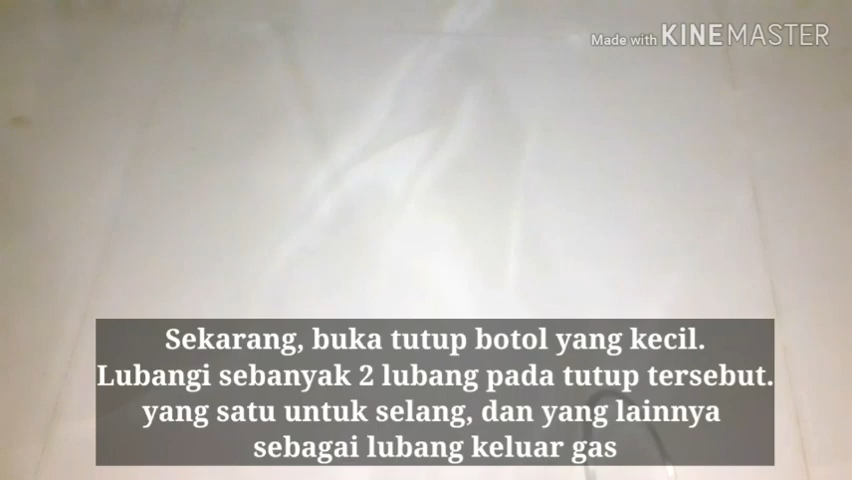 Made with KINEMASTER
Sekarang, buka tutup botol yang kecil.
Lubangi sebanyak 2 lubang pada tutup tersebut.
yang satu untuk selang, dan yang lainnya
sebagai lubang keluar gas